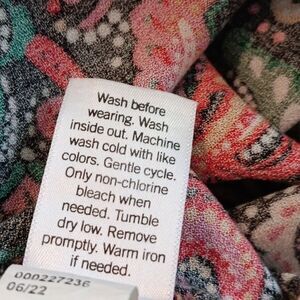 Wash before
wearing. Wash
inside out. Machine
wash cold with like
colors. Gentle cycle.
Only non-chlorine
bleach when
needed. Tumble
dry low. Remove
promptly. Warm iron
if needed.
000227236
06/22